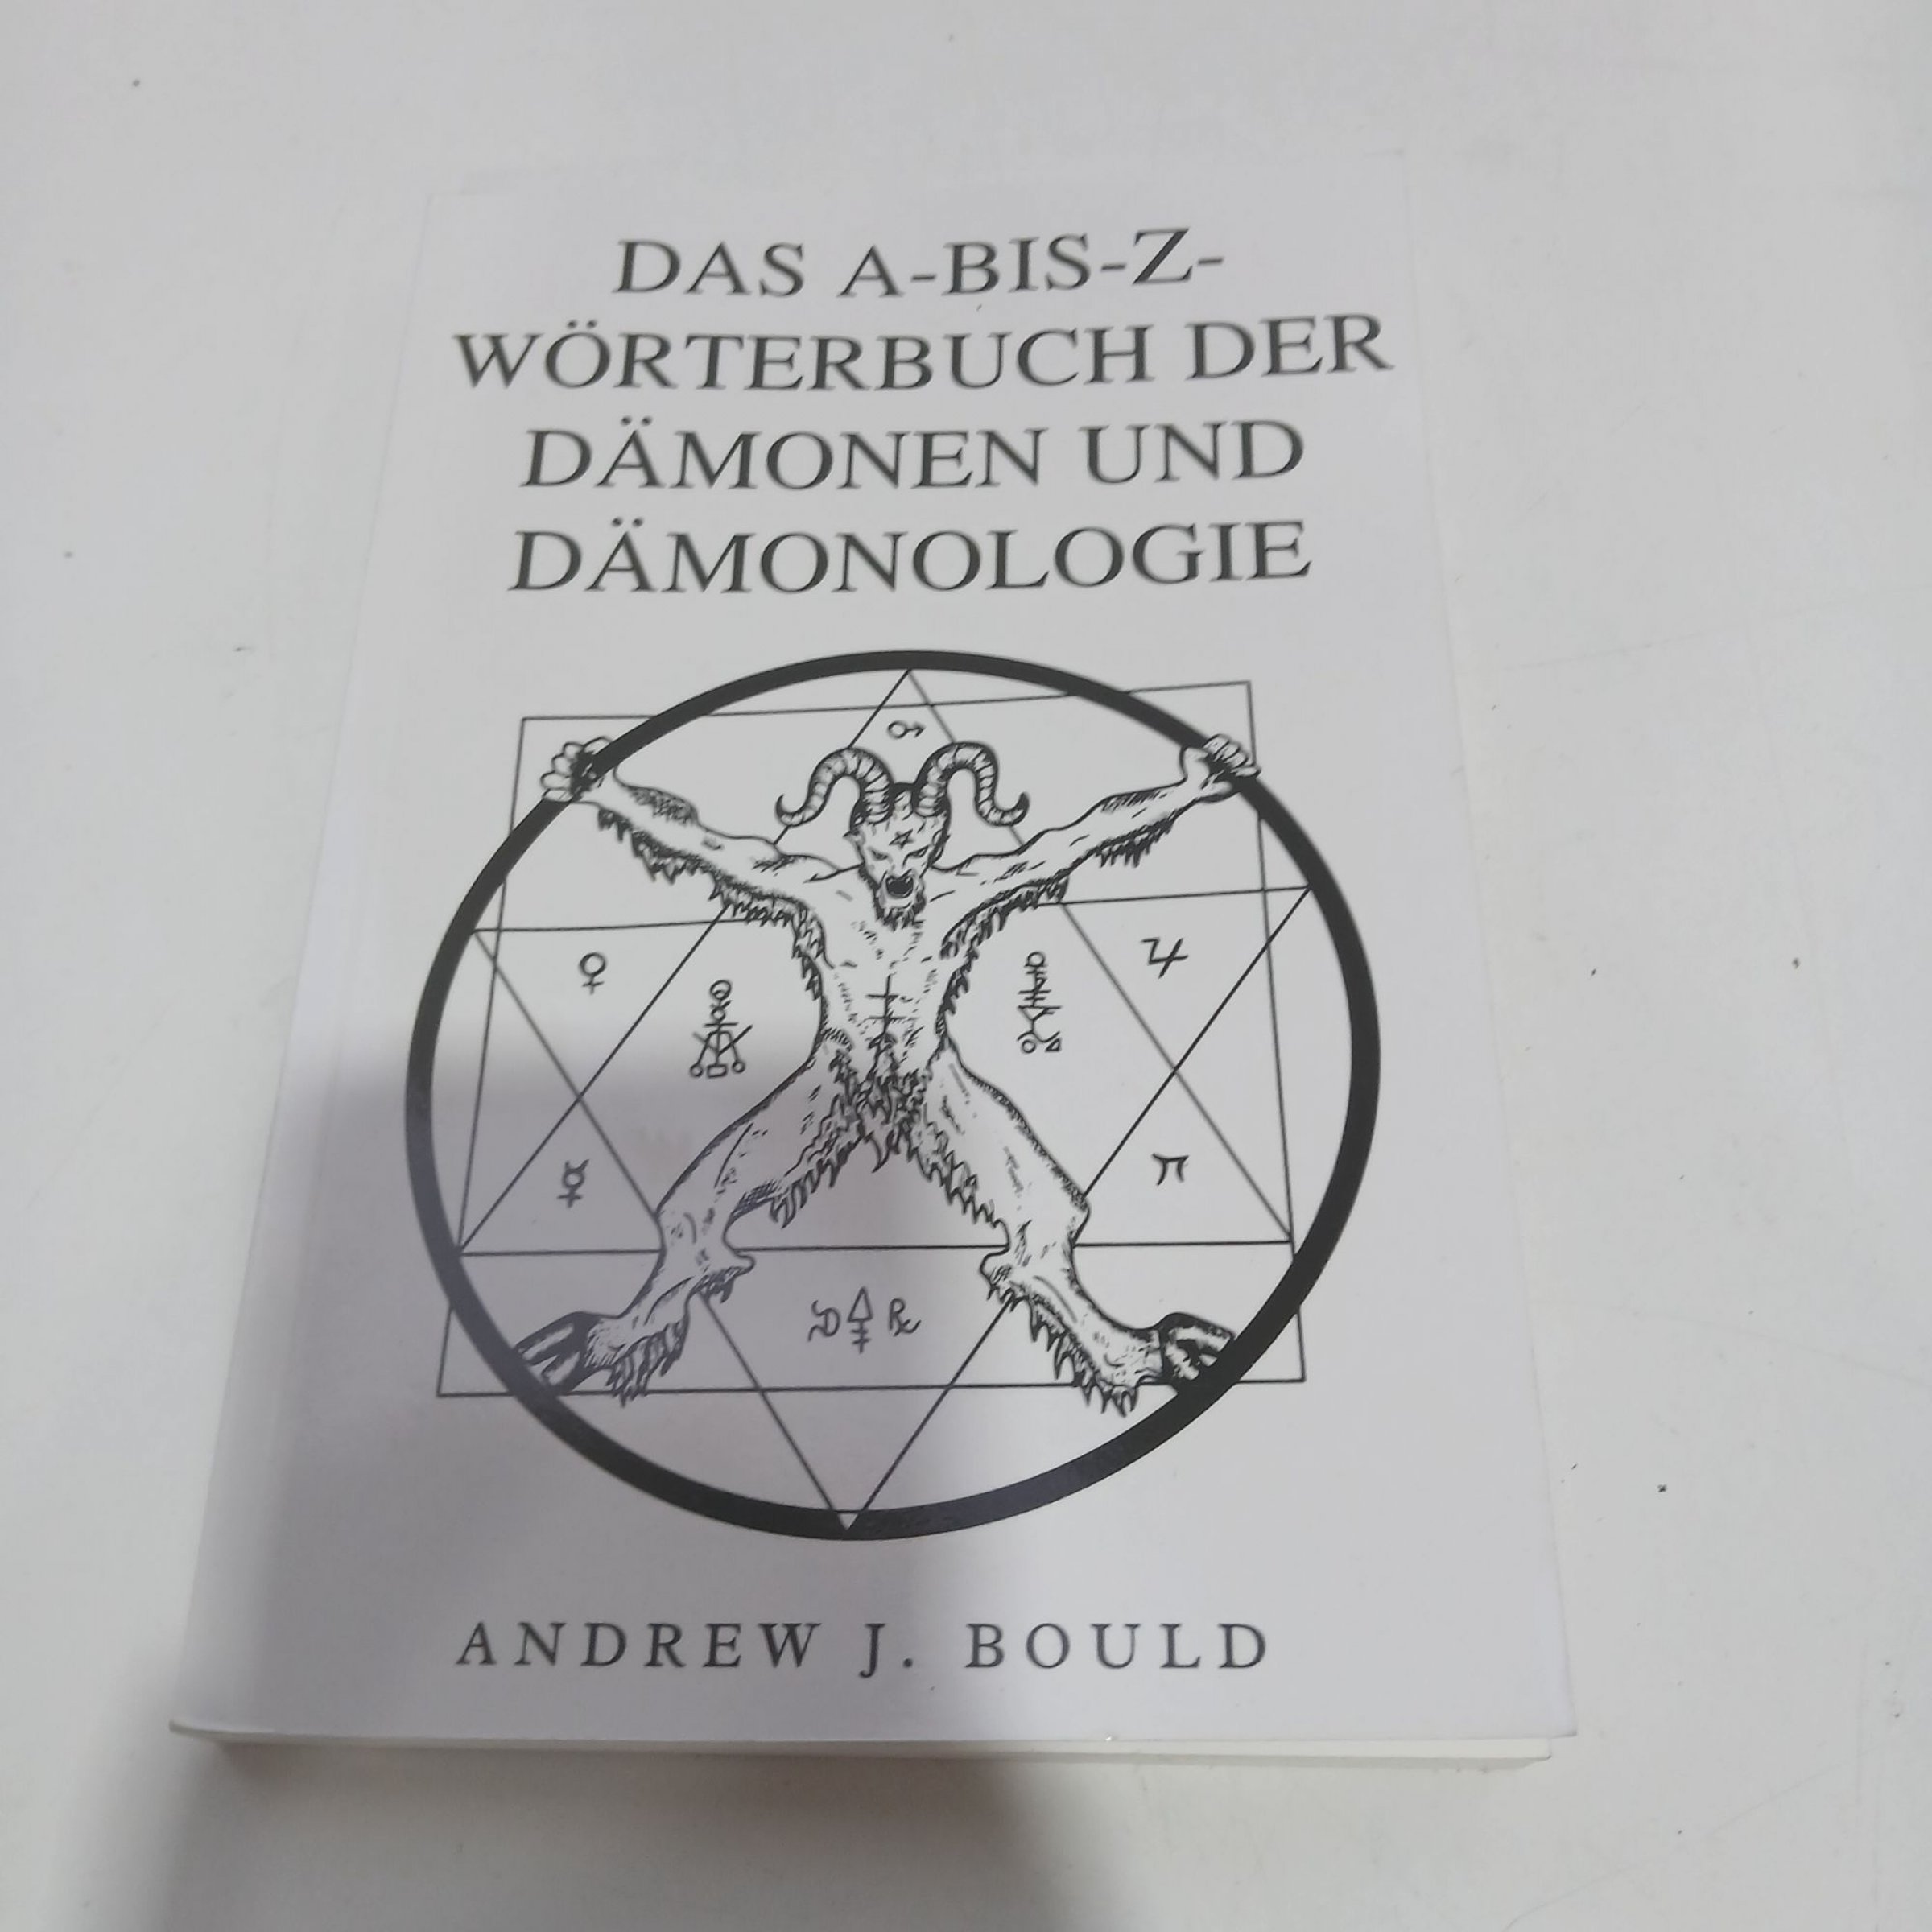 DAS A-BIS-Z-
WÖRTERBUCH DER
DÄMONEN UND
DÄMONOLOGIE
♂
♀
♃
☿
ANDREW J. BOULD